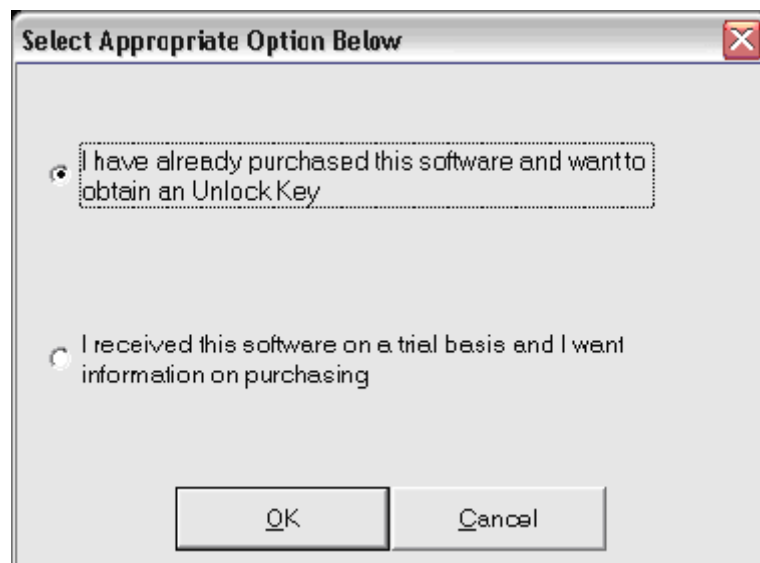 Select Appropriate Option Below
I have already purchased this software and want to
obtain an Unlock Key
I received this software on a trial basis and I want
information on purchasing
OK
Cancel